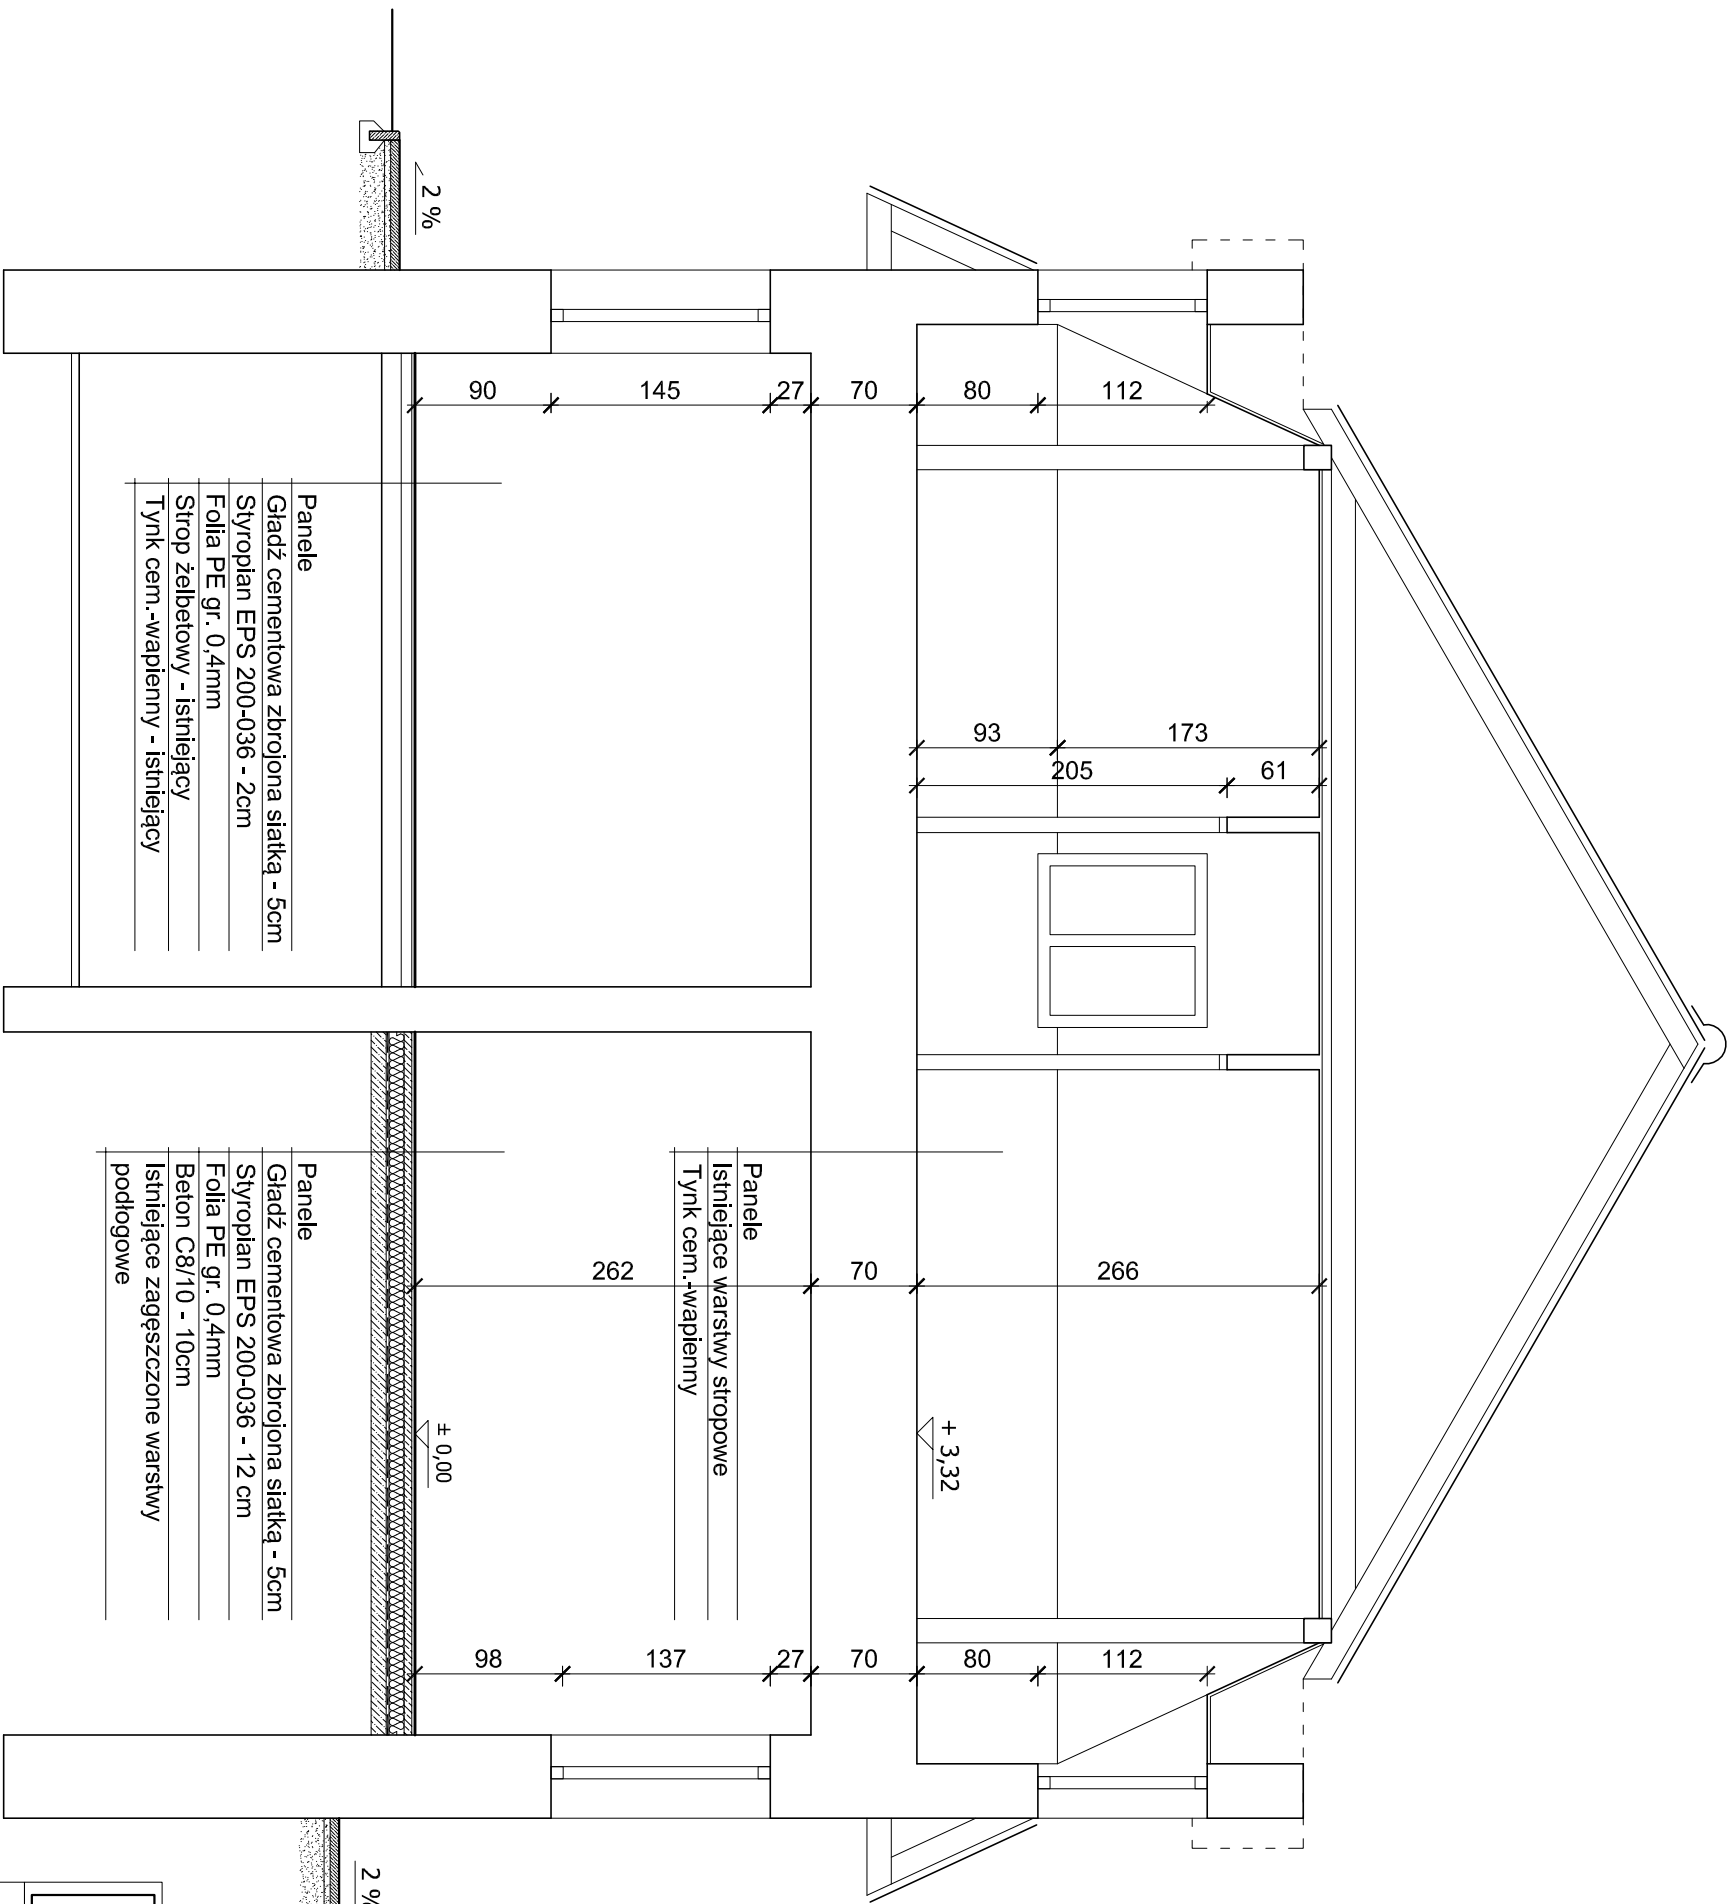 2 %
90
145
27
70
80
112
Panele
Gładź cementowa zbrojona siatką - 5cm
Styropian EPS 200-036 - 2cm
Folia PE gr. 0,4mm
Strop żelbetowy - istniejący
Tynk cem.-wapienny - istniejący
93
173
205
61
Panele
Istniejące warstwy stropowe
Tynk cem.-wapienny
Panele
Gładź cementowa zbrojona siatką - 5cm
Styropian EPS 200-036 - 12 cm
Folia PE gr. 0,4mm
Beton C8/10 - 10cm
Istniejące zagęszczone warstwy
podłogowe
262
70
266
+ 3,32
± 0,00
98
137
27
70
80
112
2 %